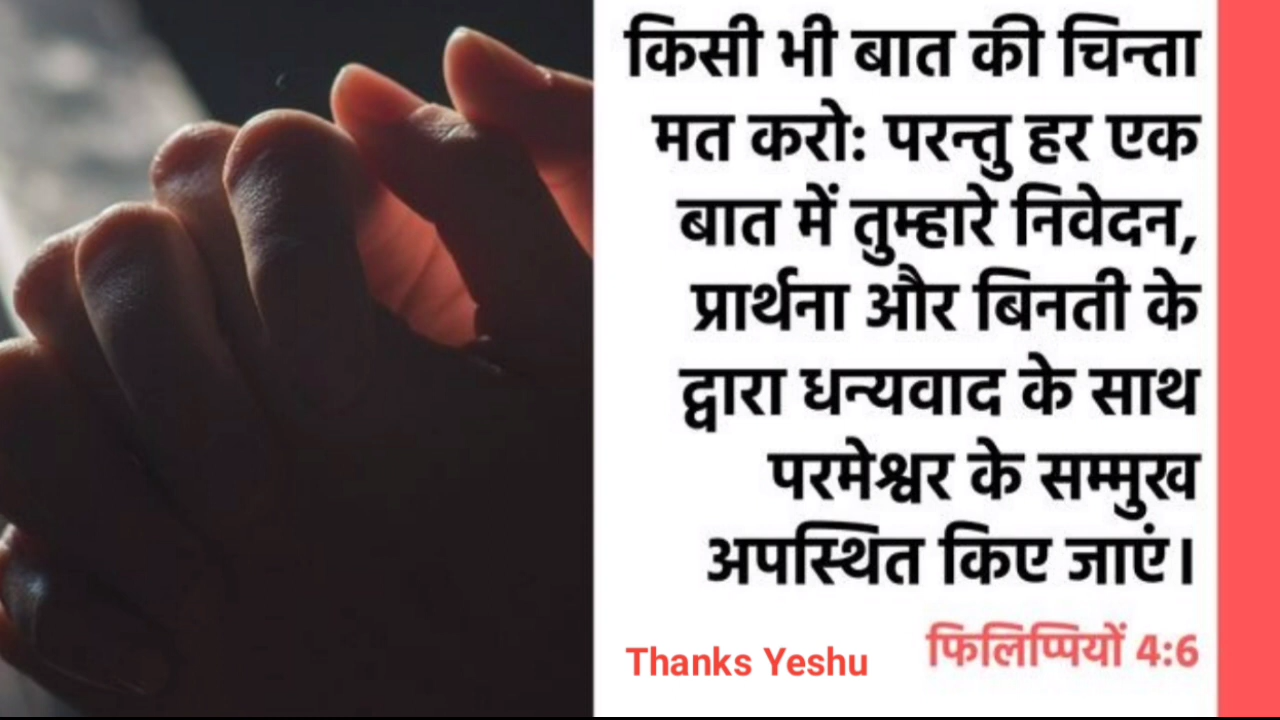 किसी भी बात की चिन्ता
मत करो: परन्तु हर एक
बात में तुम्हारे निवेदन,
प्रार्थना और बिनती के
द्वारा धन्यवाद के साथ
परमेश्वर के सम्मुख
अपस्थित किए जाएं।
फिलिप्पियों 4:6
Thanks Yeshu